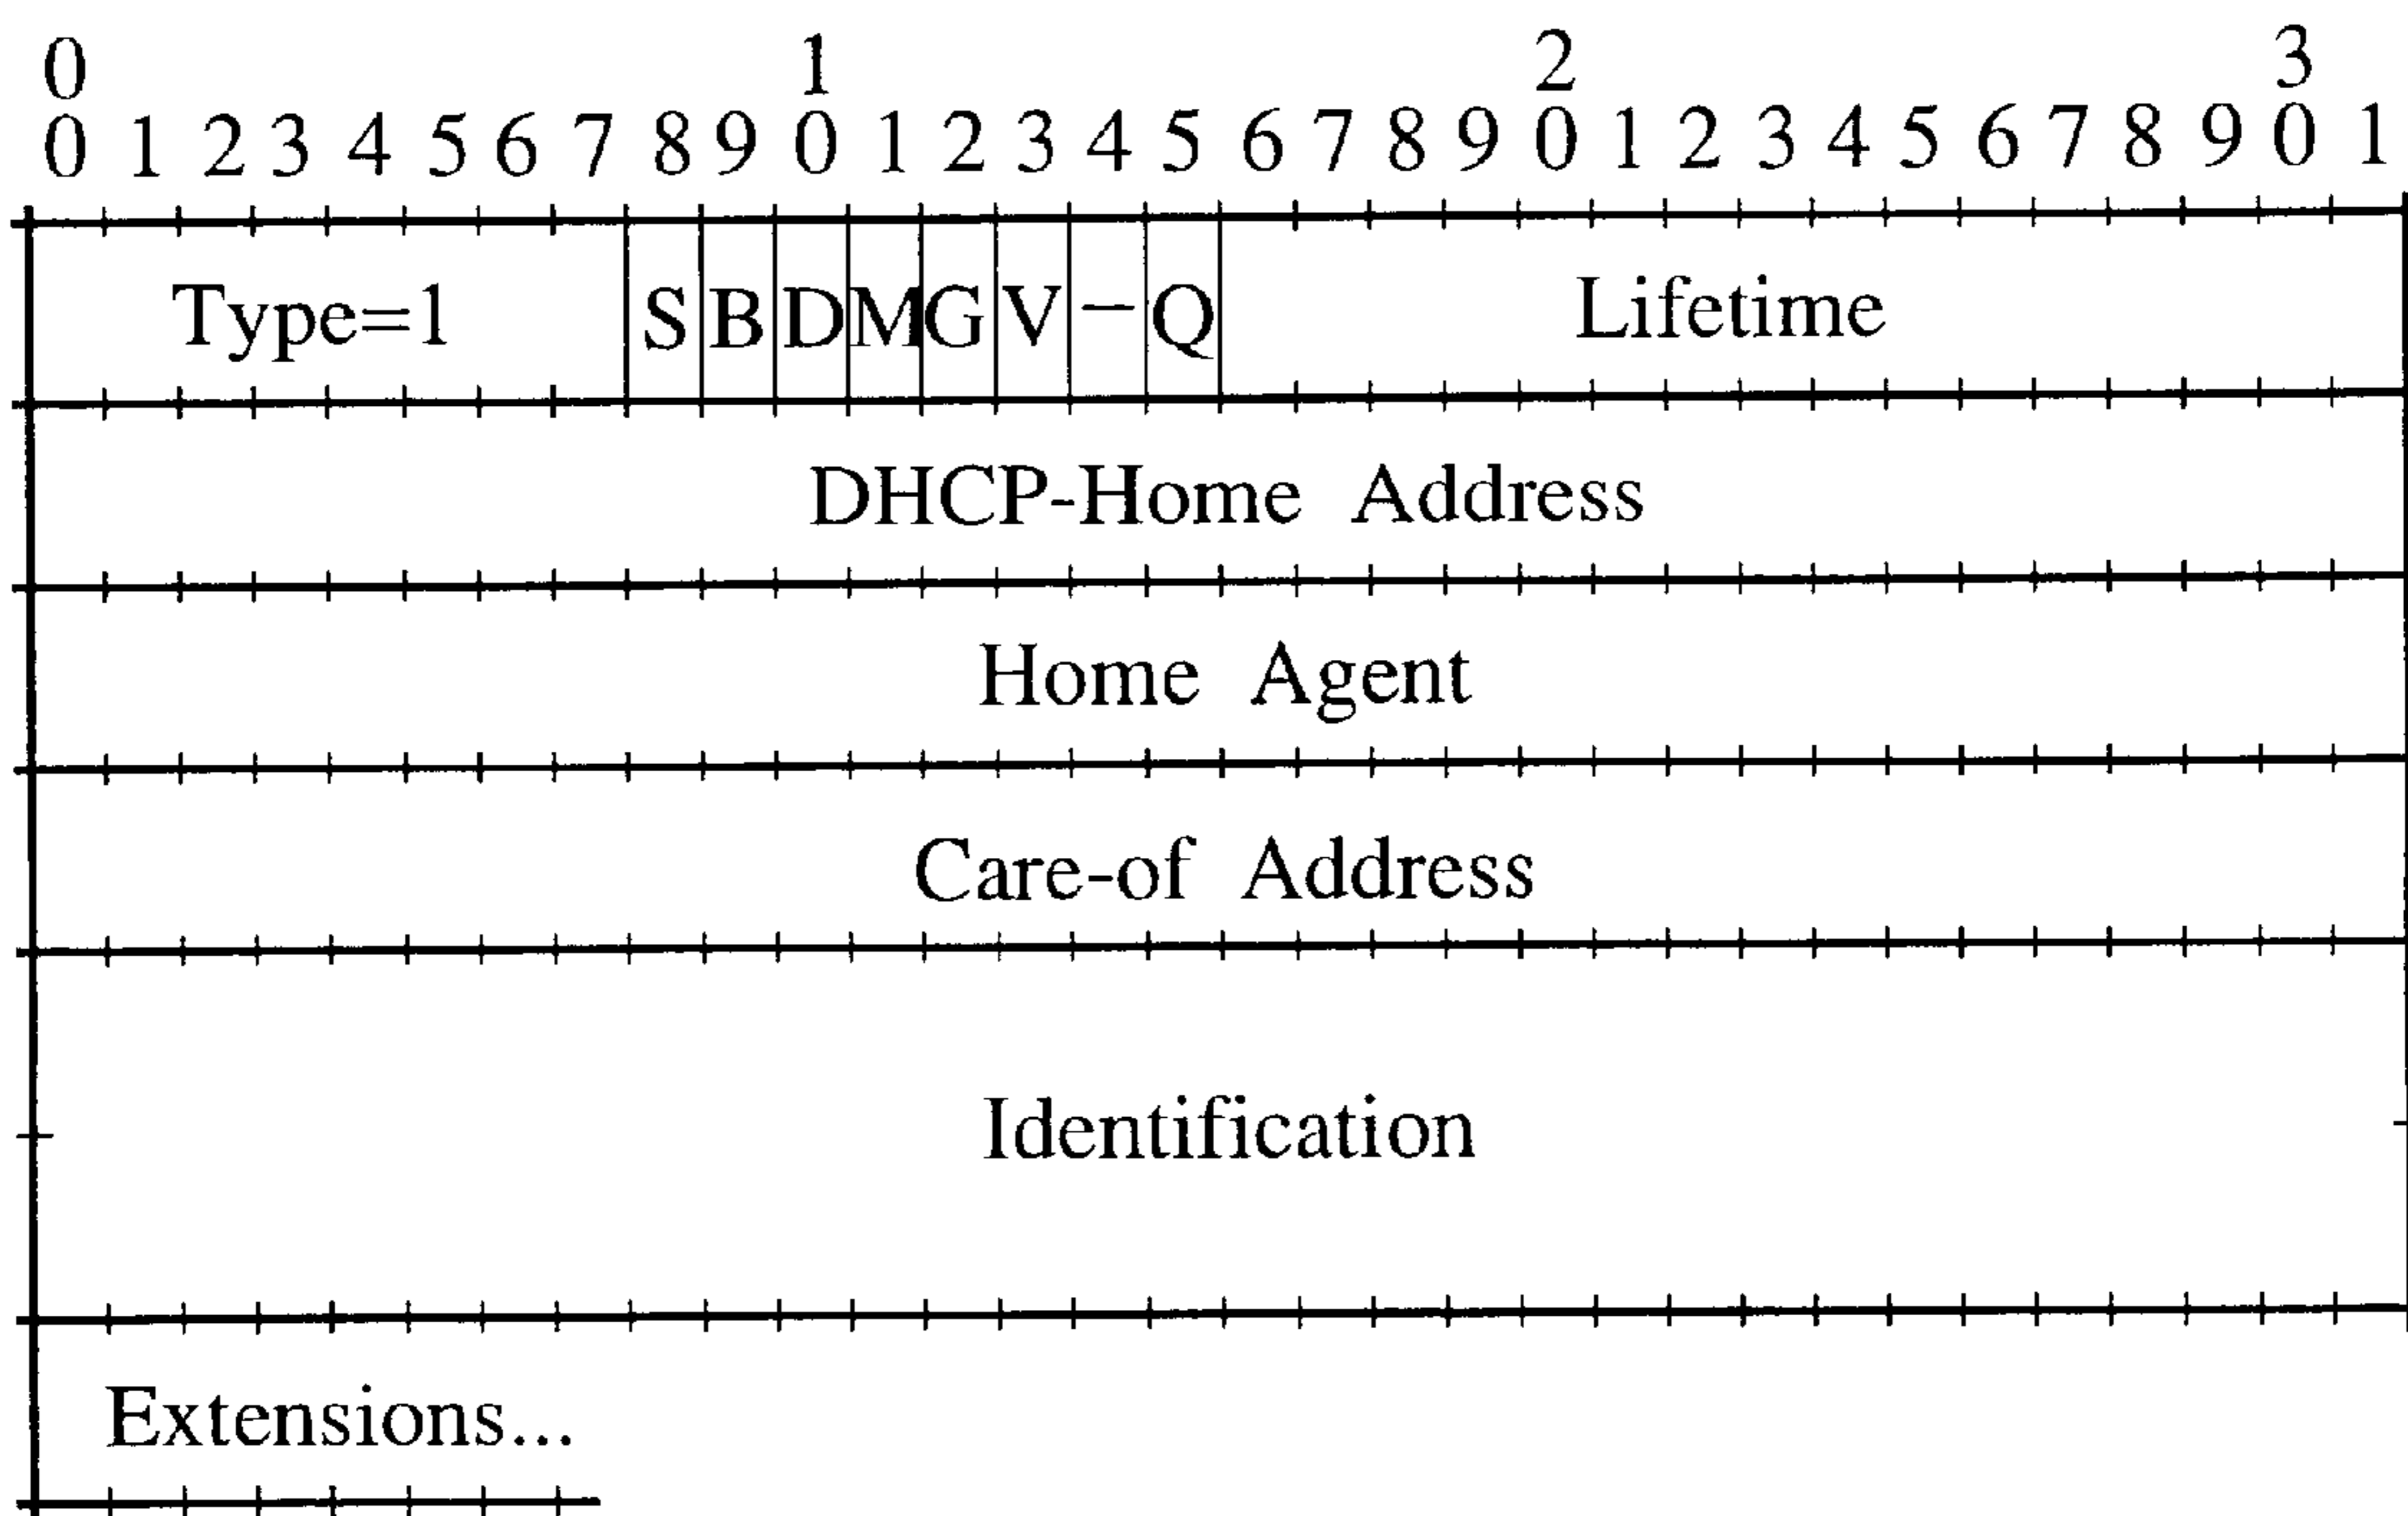 0 1 2 3
0 1 2 3 4 5 6 7 8 9 0 1 2 3 4 5 6 7 8 9 0 1 2 3 4 5 6 7 8 9 0 1
Type=1 S B D M G V – Q Lifetime
DHCP-Home Address
Home Agent
Care-of Address
Identification
Extensions...